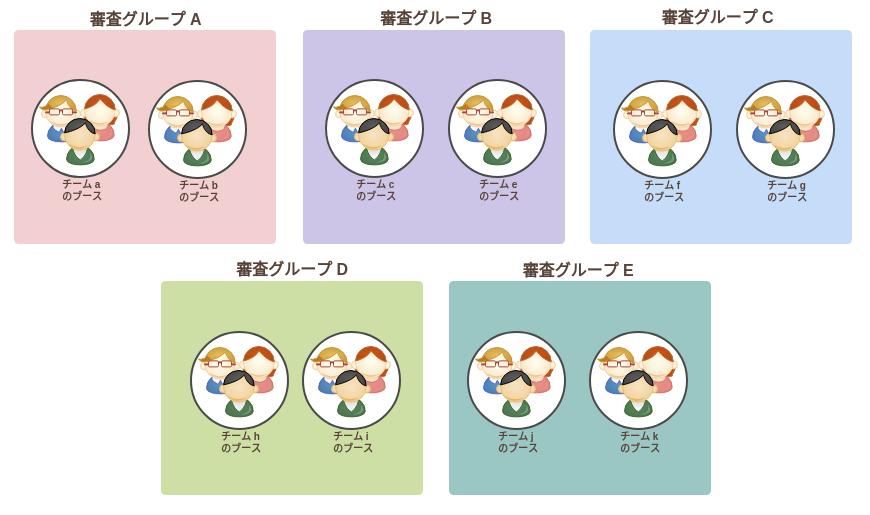 審査グループ A
審査グループ B
審査グループ C
チーム a
のブース
チーム b
のブース
チーム c
のブース
チーム e
のブース
チーム f
のブース
チーム g
のブース
審査グループ D
審査グループ E
チーム h
のブース
チーム i
のブース
チーム j
のブース
チーム k
のブース